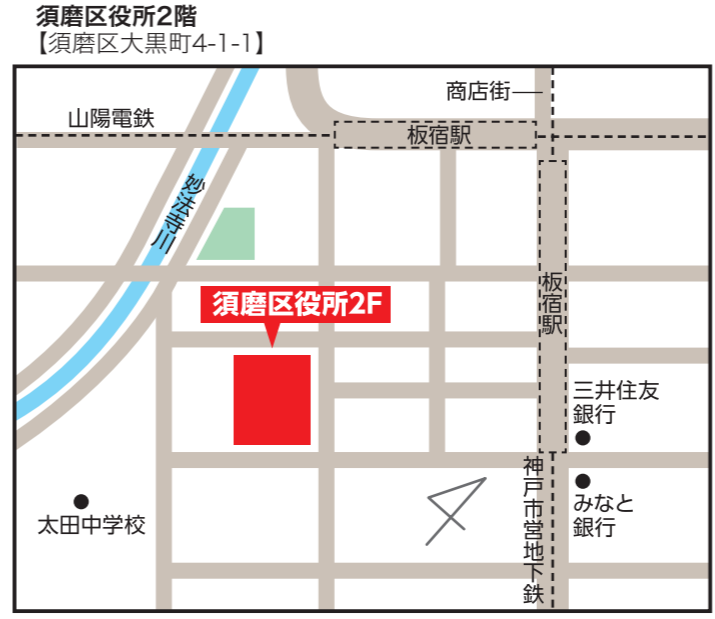 須磨区役所2階
【須磨区大黒町4-1-1】
商店街
山陽電鉄
板宿駅
妙法寺川
須磨区役所2F
板宿駅
三井住友
銀行
神戸市営地下鉄
みなと
銀行
太田中学校